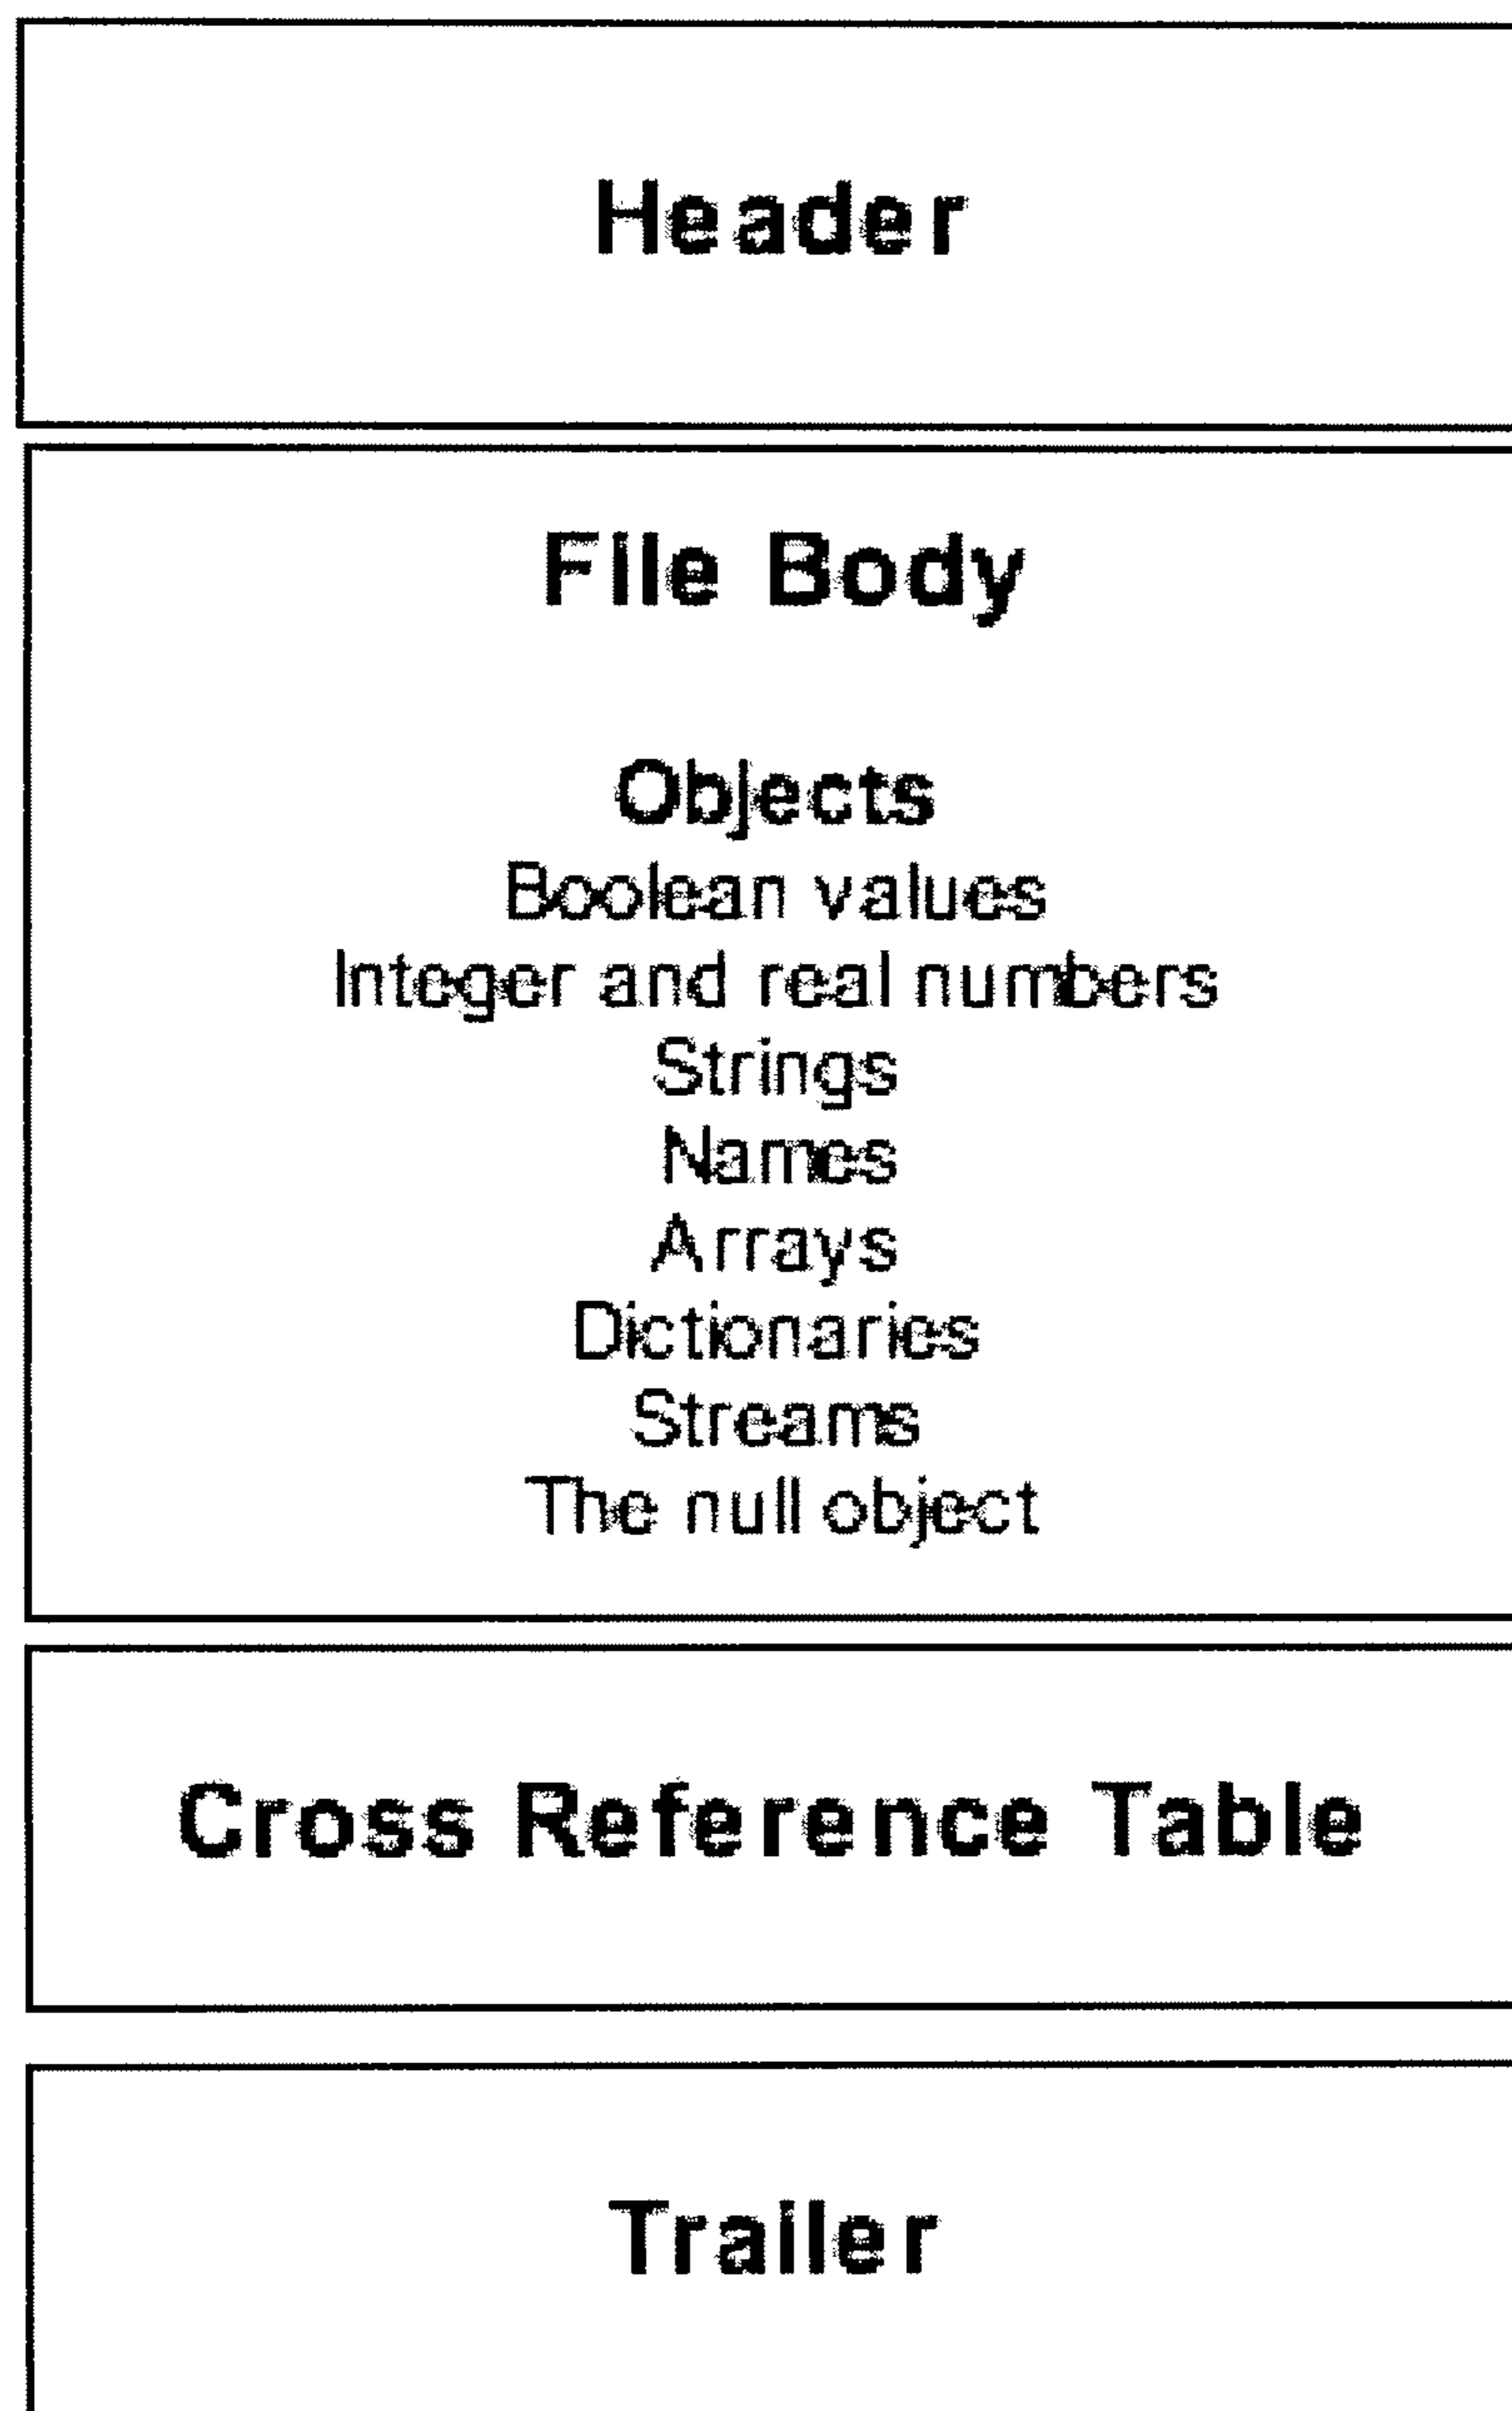 Header
File Body
Objects
Boolean values
Integer and real numbers
Strings
Names
Arrays
Dictionaries
Streams
The null object
Cross Reference Table
Trailer